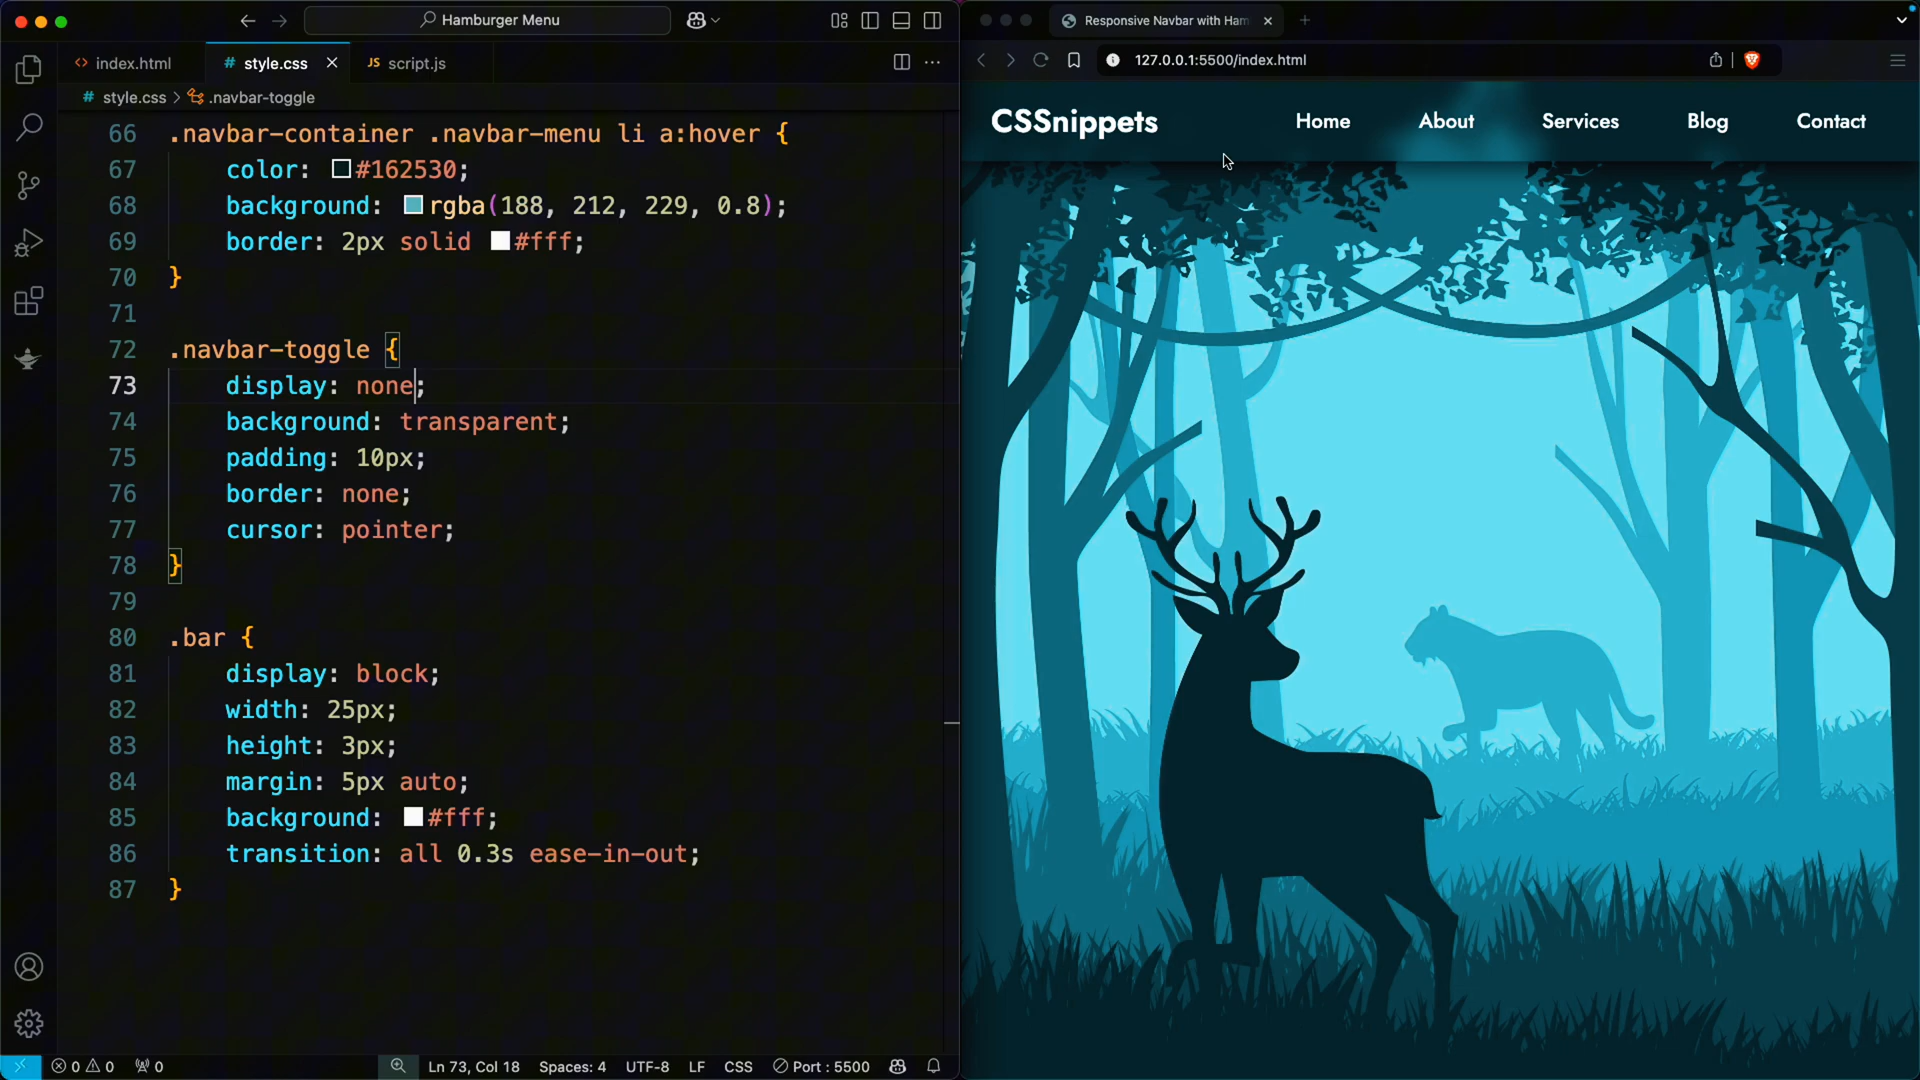 Hamburger Menu
index.html
# style.css
JS script.js
# style.css > .navbar-toggle
66 .navbar-container .navbar-menu li a:hover {
67 color: #162530;
68 background: rgba(188, 212, 229, 0.8);
69 border: 2px solid #fff;
70 }
71
72 .navbar-toggle {
73 display: none;
74 background: transparent;
75 padding: 10px;
76 border: none;
77 cursor: pointer;
78 }
79
80 .bar {
81 display: block;
82 width: 25px;
83 height: 3px;
84 margin: 5px auto;
85 background: #fff;
86 transition: all 0.3s ease-in-out;
87 }
0 0 0 Ln 73, Col 18 Spaces: 4 UTF-8 LF CSS Port : 5500
Responsive Navbar with Ham
127.0.0.1:5500/index.html
CSSnippets Home About Services Blog Contact